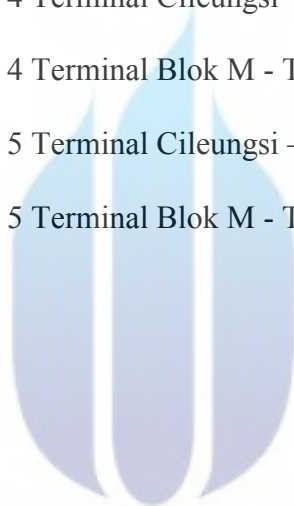 4 Terminal Cileungsi
4 Terminal Blok M -
5 Terminal Cileungsi –
5 Terminal Blok M -